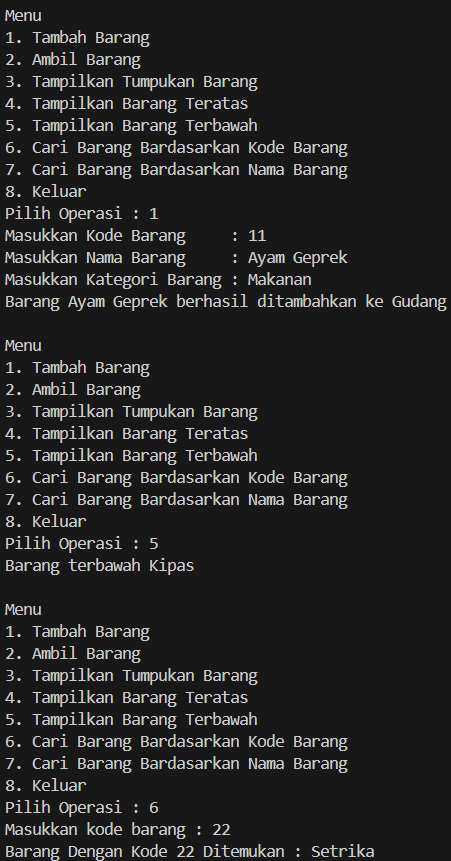 Menu
1. Tambah Barang
2. Ambil Barang
3. Tampilkan Tumpukan Barang
4. Tampilkan Barang Teratas
5. Tampilkan Barang Terbawah
6. Cari Barang Bardasarkan Kode Barang
7. Cari Barang Bardasarkan Nama Barang
8. Keluar
Pilih Operasi : 1
Masukkan Kode Barang     : 11
Masukkan Nama Barang     : Ayam Geprek
Masukkan Kategori Barang : Makanan
Barang Ayam Geprek berhasil ditambahkan ke Gudang

Menu
1. Tambah Barang
2. Ambil Barang
3. Tampilkan Tumpukan Barang
4. Tampilkan Barang Teratas
5. Tampilkan Barang Terbawah
6. Cari Barang Bardasarkan Kode Barang
7. Cari Barang Bardasarkan Nama Barang
8. Keluar
Pilih Operasi : 5
Barang terbawah Kipas

Menu
1. Tambah Barang
2. Ambil Barang
3. Tampilkan Tumpukan Barang
4. Tampilkan Barang Teratas
5. Tampilkan Barang Terbawah
6. Cari Barang Bardasarkan Kode Barang
7. Cari Barang Bardasarkan Nama Barang
8. Keluar
Pilih Operasi : 6
Masukkan kode barang : 22
Barang Dengan Kode 22 Ditemukan : Setrika